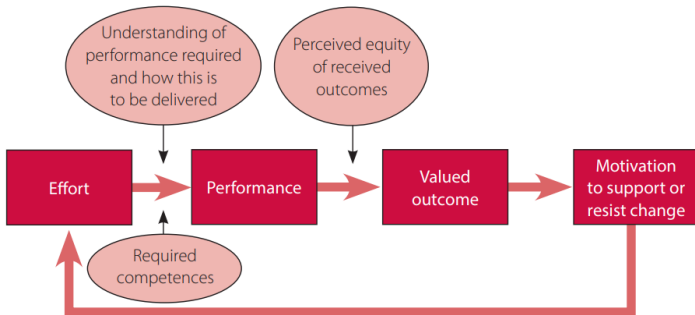 Understanding of
performance required
and how this is
to be delivered
Perceived equity
of received
outcomes
Effort
Performance
Valued
outcome
Motivation
to support or
resist change
Required
competences